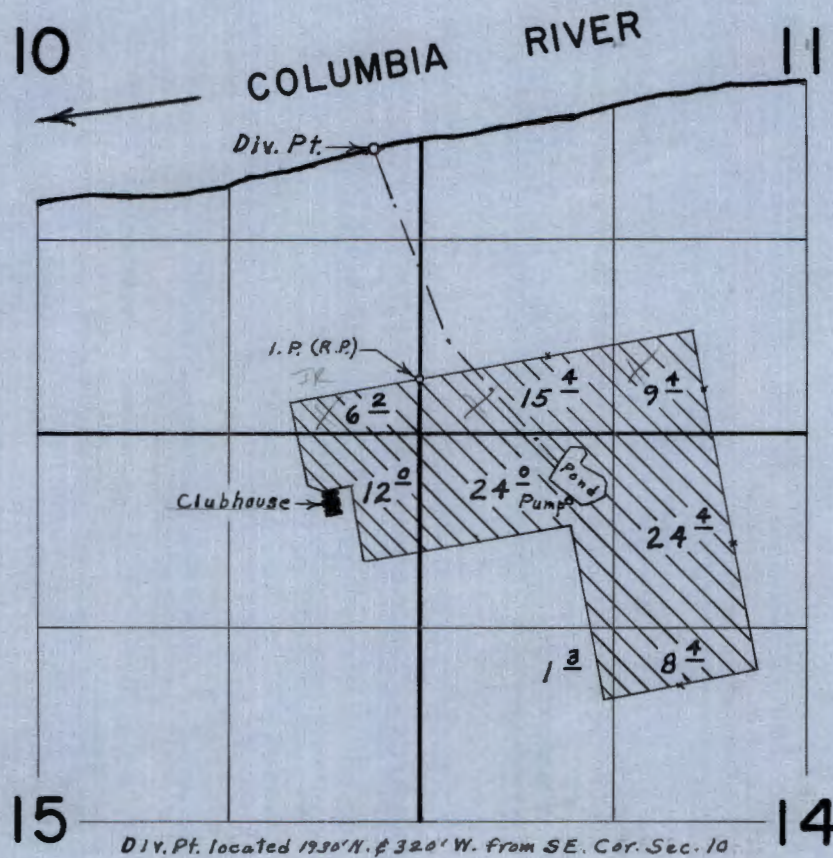 10
11
COLUMBIA RIVER
Div. Pt.
I.P. (R.P.)
6 2
15 4
9 4
Clubhouse
12 0
24 0
Pond
Pump
24 4
1 3
8 4
15
14
Div. Pt. located 1930' N. & 320' W. from SE. Cor. Sec. 10